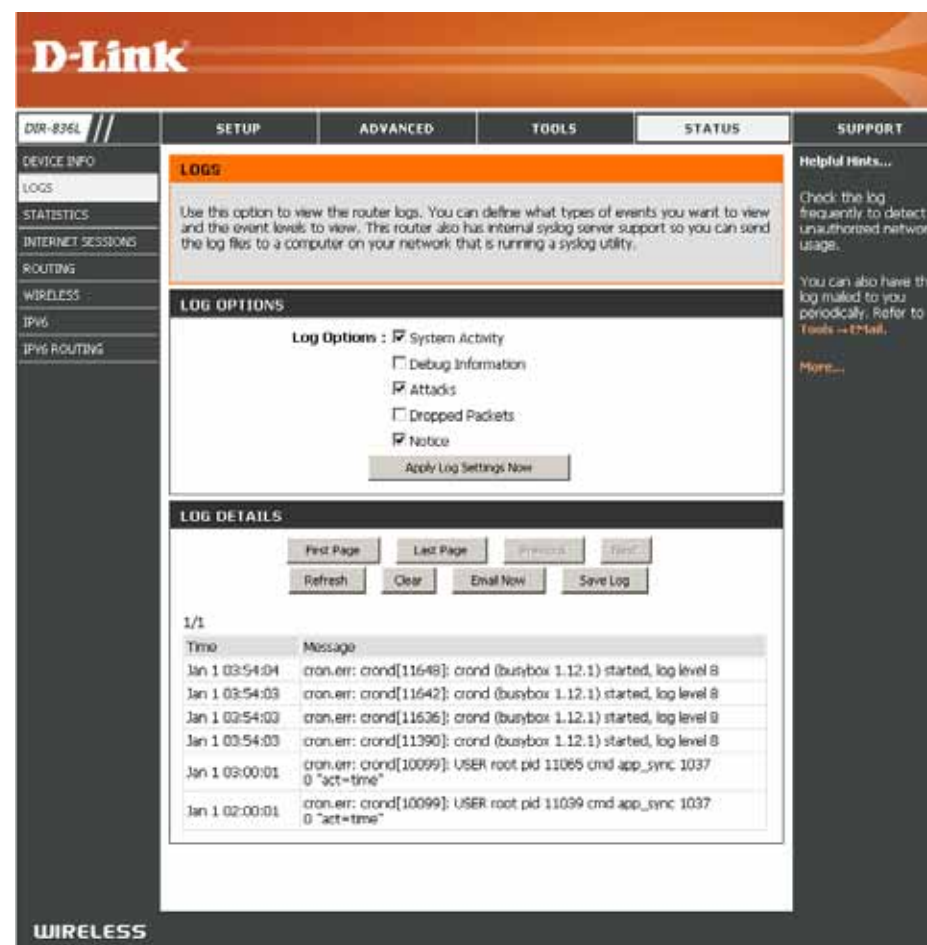 D-Link
DIR-836L
SETUP
ADVANCED
TOOLS
STATUS
SUPPORT
DEVICE INFO
LOGS
STATISTICS
INTERNET SESSIONS
ROUTING
WIRELESS
IPV6
IPV6 ROUTING
LOGS
Use this option to view the router logs. You can define what types of events you want to view
and the event levels to view. This router also has internal syslog server support so you can send
the log files to a computer on your network that is running a syslog utility.
LOG OPTIONS
Log Options : System Activity
Debug Information
Attacks
Dropped Packets
Notice
Apply Log Settings Now
LOG DETAILS
First Page
Last Page
Previous
Next
Refresh
Clear
Email Now
Save Log
1/1
Time Message
Jan 1 03:54:04 cron.err: crond[11648]: crond (busybox 1.12.1) started, log level 8
Jan 1 03:54:03 cron.err: crond[11642]: crond (busybox 1.12.1) started, log level 8
Jan 1 03:54:03 cron.err: crond[11636]: crond (busybox 1.12.1) started, log level 8
Jan 1 03:54:03 cron.err: crond[11390]: crond (busybox 1.12.1) started, log level 8
Jan 1 03:00:01 cron.err: crond[10099]: USER root pid 11065 cmd app_sync 1037
0 "act=time"
Jan 1 02:00:01 cron.err: crond[10099]: USER root pid 11039 cmd app_sync 1037
0 "act=time"
Helpful Hints...
Check the log
frequently to detect
unauthorized networ
usage.
You can also have th
log mailed to you
periodically. Refer to
Tools → EMail.
More...
WIRELESS